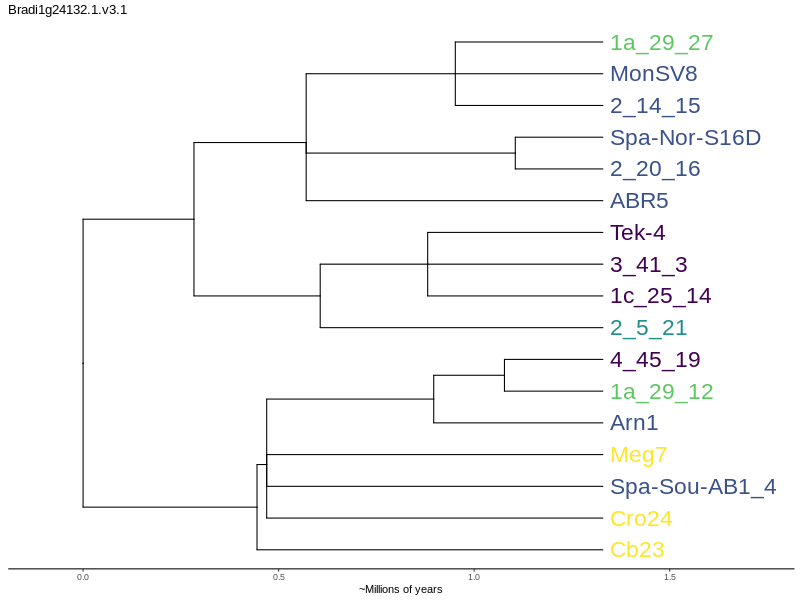 Bradi1g24132.1.v3.1
1a_29_27
MonSV8
2_14_15
Spa-Nor-S16D
2_20_16
ABR5
Tek-4
3_41_3
1c_25_14
2_5_21
4_45_19
1a_29_12
Arn1
Meg7
Spa-Sou-AB1_4
Cro24
Cb23
0.0 0.5 1.0 1.5
~Millions of years